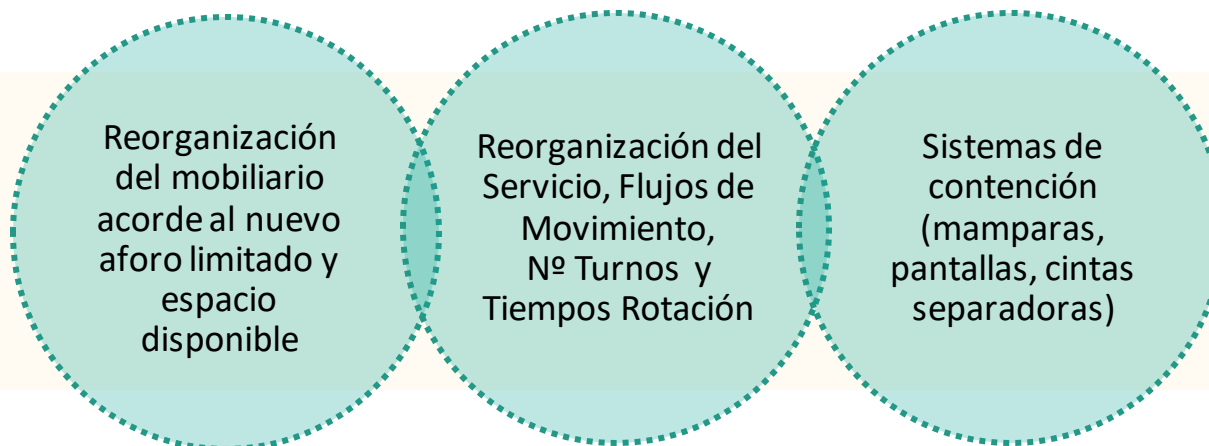 Reorganización
del mobiliario
acorde al nuevo
aforo limitado y
espacio
disponible
Reorganización del
Servicio, Flujos de
Movimiento,
Nº Turnos y
Tiempos Rotación
Sistemas de
contención
(mamparas,
pantallas, cintas
separadoras)